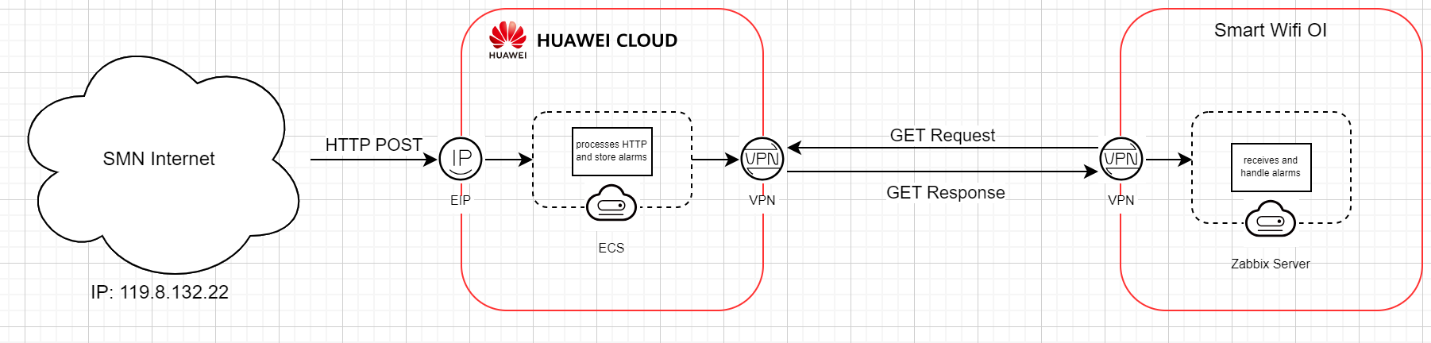 SMN Internet
IP: 119.8.132.22
HTTP POST
HUAWEI
HUAWEI CLOUD
IP
EIP
processes HTTP
and store alarms
ECS
VPN
VPN
GET Request
GET Response
Smart Wifi OI
VPN
VPN
receives and
handle alarms
Zabbix Server